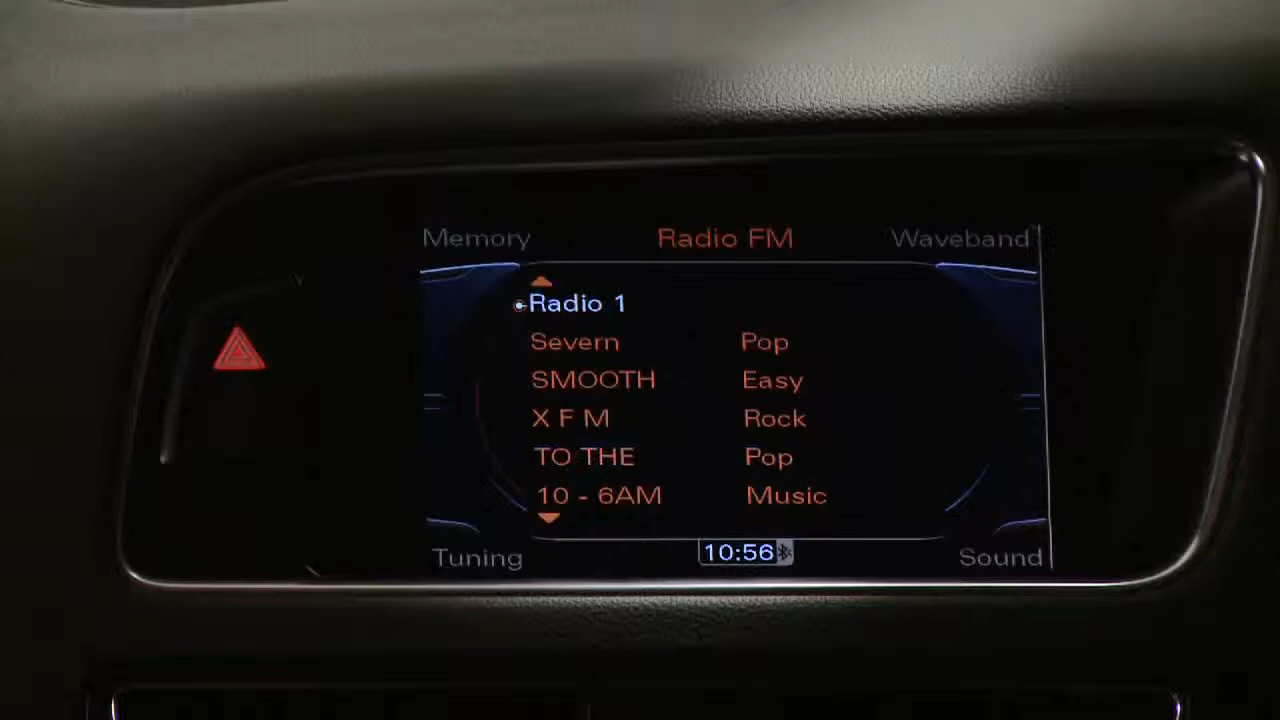 Memory Radio FM Waveband
Radio 1
Severn Pop
SMOOTH Easy
X F M Rock
TO THE Pop
10 - 6AM Music
Tuning 10:56 Sound